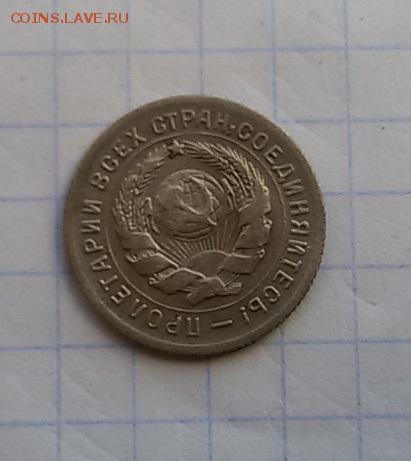 COINS.LAVE.RU
ПРОЛЕТАРИИ ВСЕХ СТРАН, СОЕДИНЯЙТЕСЬ! —